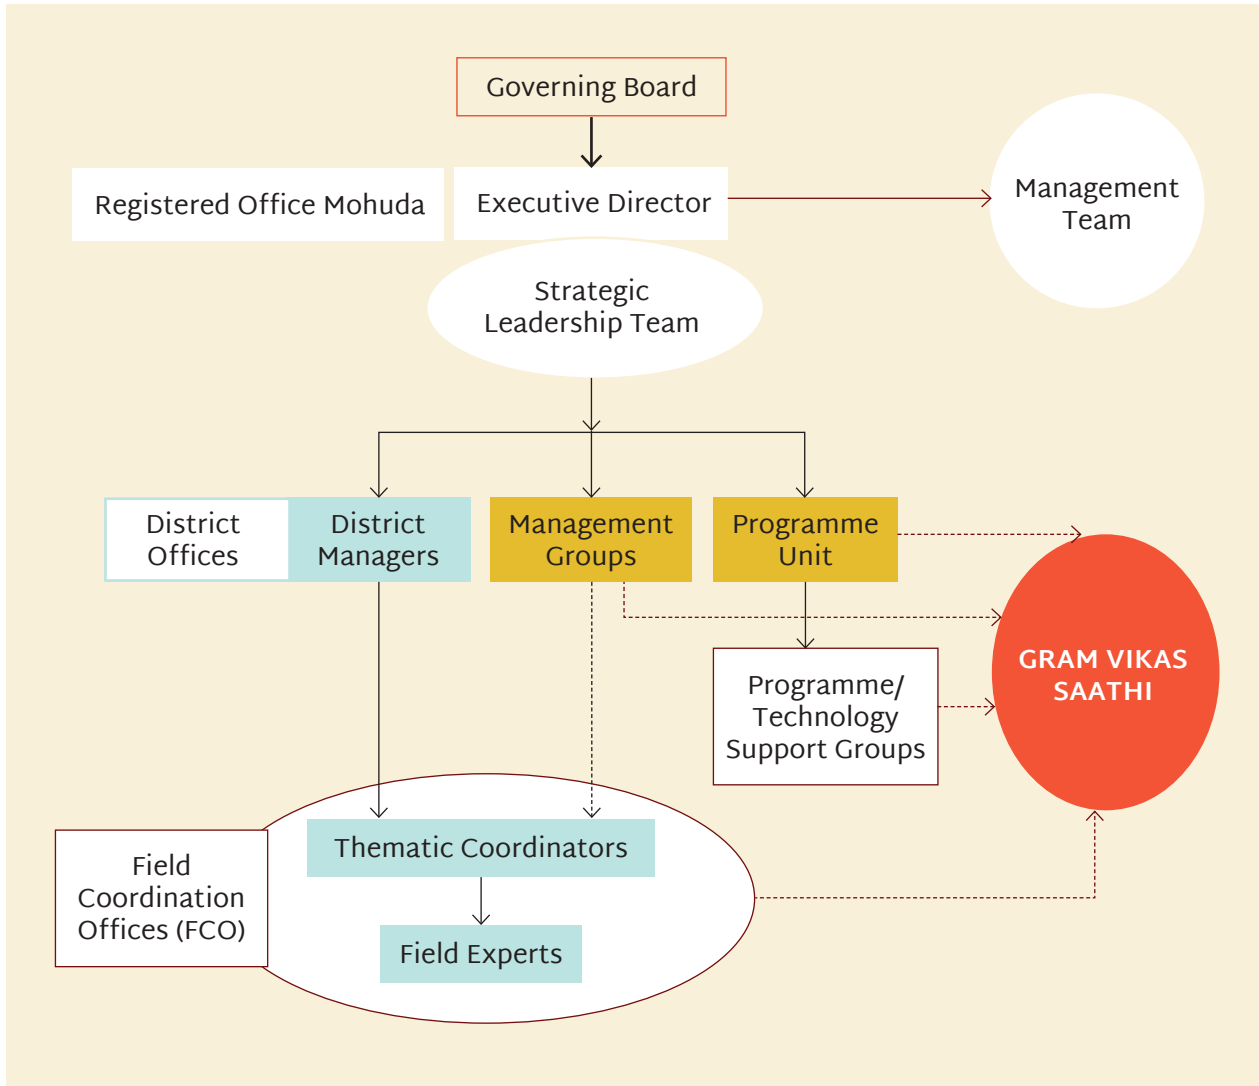 Governing Board
Registered Office Mohuda
Executive Director
Management
Team
Strategic
Leadership Team
District
Offices
District
Managers
Management
Groups
Programme
Unit
GRAM VIKAS
SAATHI
Programme/
Technology
Support Groups
Thematic Coordinators
Field
Coordination
Offices (FCO)
Field Experts